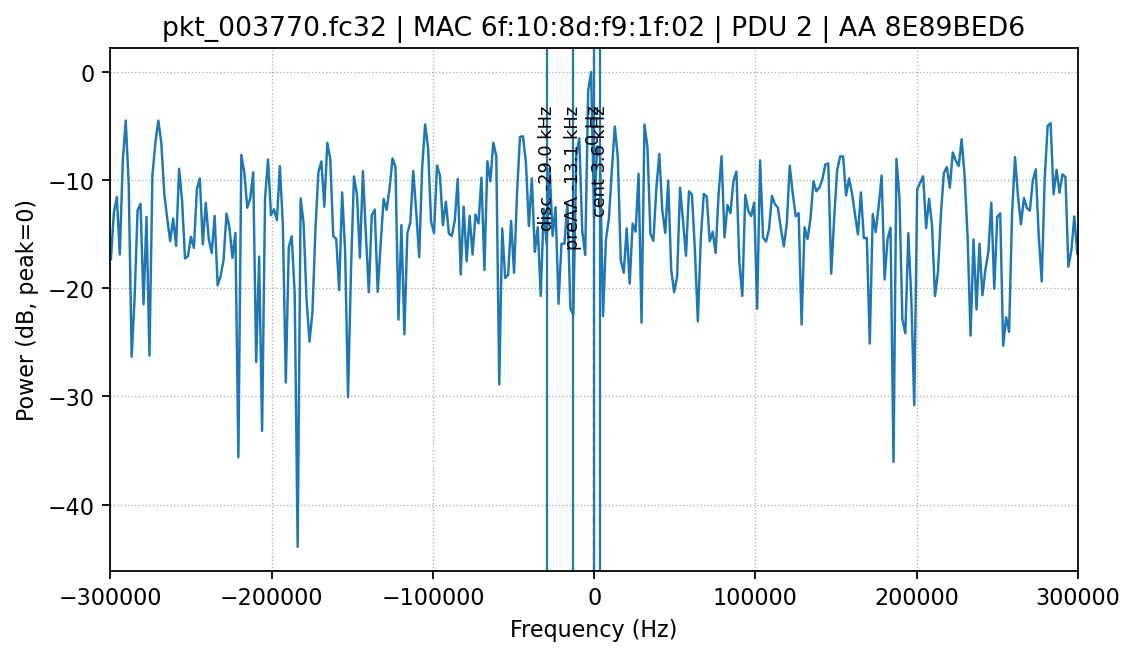 pkt_003770.fc32 | MAC 6f:10:8d:f9:1f:02 | PDU 2 | AA 8E89BED6
Power (dB, peak=0)
0
−10
−20
−30
−40
disc -29.0 kHz
preAA -13.1 kHz
0 Hz
cent 3.6 kHz
−300000
−200000
−100000
0
100000
200000
300000
Frequency (Hz)